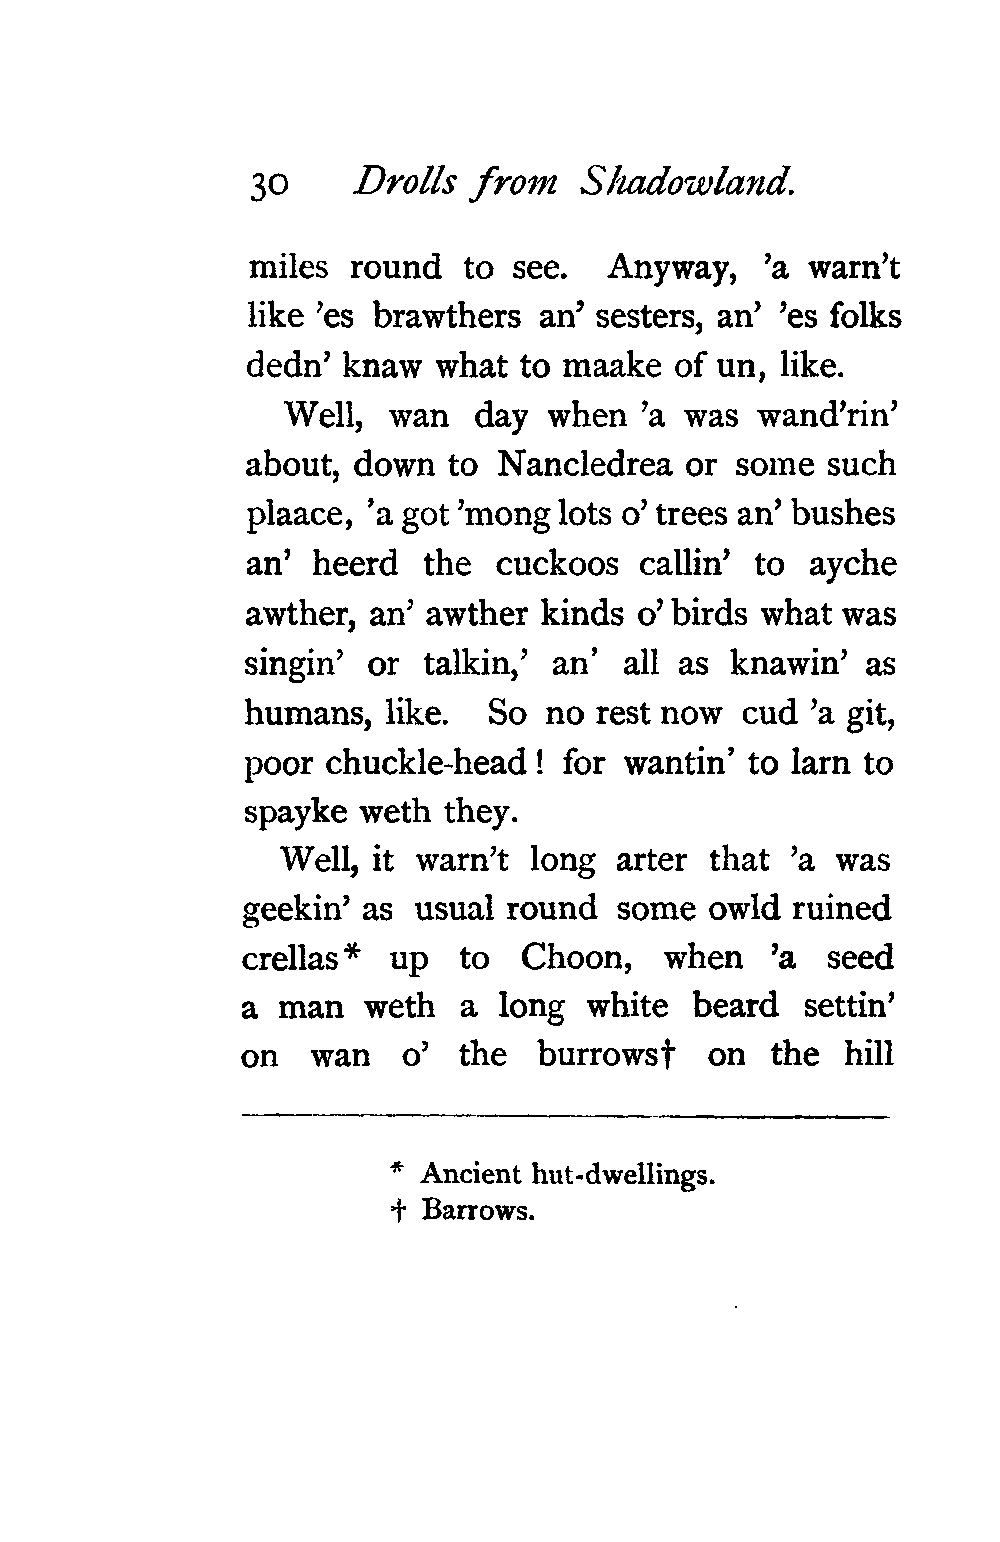 30 Drolls from Shadowland.
miles round to see. Anyway, 'a warn't
like 'es brawthers an' sesters, an' 'es folks
dedn' knaw what to maake of un, like.
Well, wan day when 'a was wand'rin'
about, down to Nancledrea or some such
plaace, 'a got 'mong lots o' trees an' bushes
an' heerd the cuckoos callin' to ayche
awther, an' awther kinds o' birds what was
singin' or talkin,' an' all as knawin' as
humans, like. So no rest now cud 'a git,
poor chuckle-head! for wantin' to larn to
spayke weth they.
Well, it warn't long arter that 'a was
geekin' as usual round some owld ruined
crellas* up to Choon, when 'a seed
a man weth a long white beard settin'
on wan o' the burrows† on the hill
* Ancient hut-dwellings.
† Barrows.